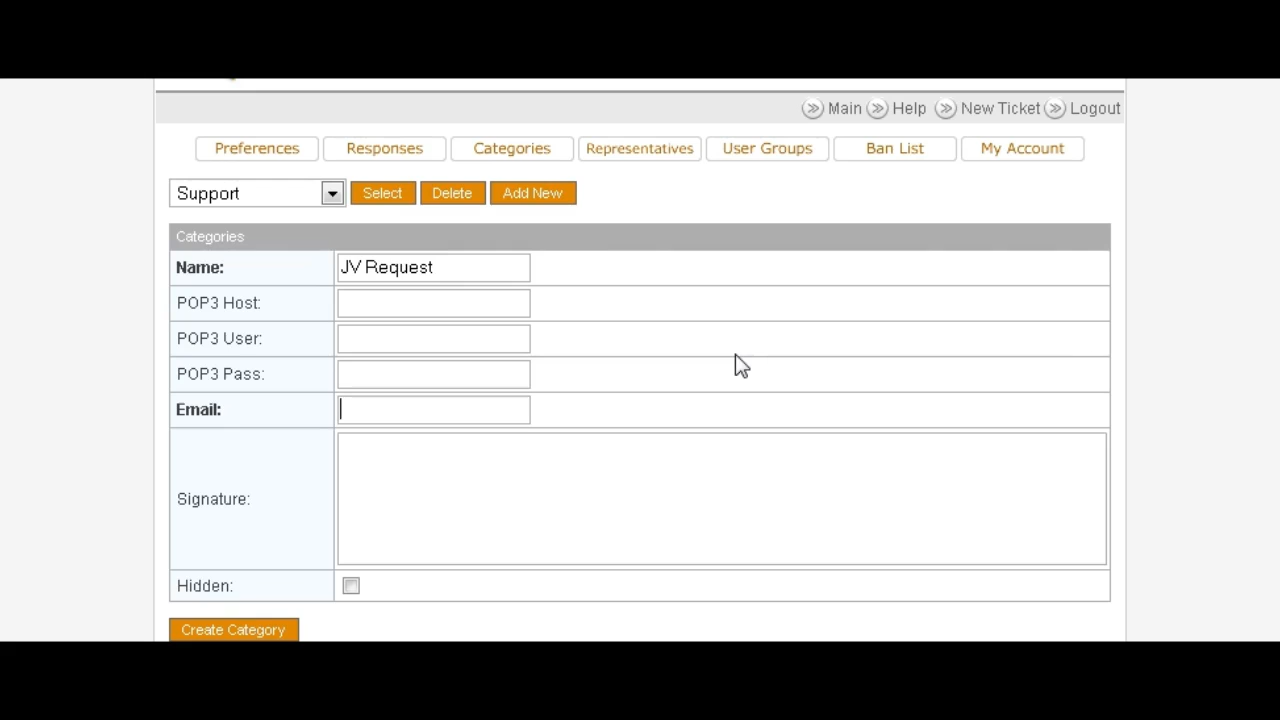 Main Help New Ticket Logout
Preferences Responses Categories Representatives User Groups Ban List My Account
Support Select Delete Add New
Categories
Name: JV Request
POP3 Host:
POP3 User:
POP3 Pass:
Email:
Signature:
Hidden:
Create Category